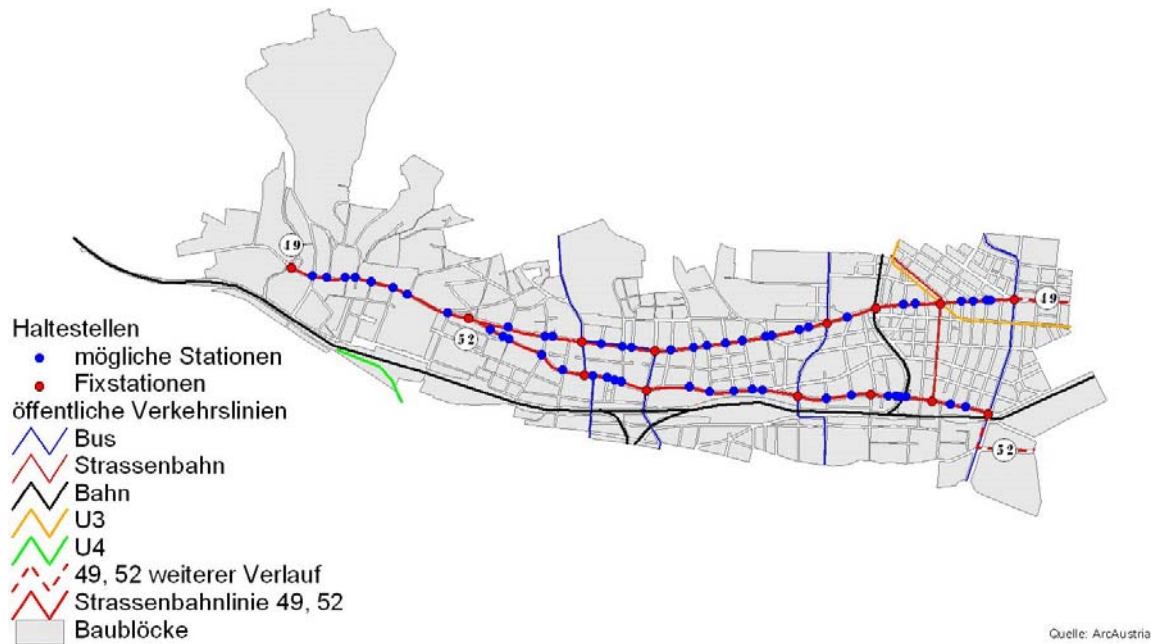 49
52
49
52
Haltestellen
mögliche Stationen
Fixstationen
öffentliche Verkehrslinien
Bus
Strassenbahn
Bahn
U3
U4
49, 52 weiterer Verlauf
Strassenbahnlinie 49, 52
Baublöcke
Quelle: ArcAustria